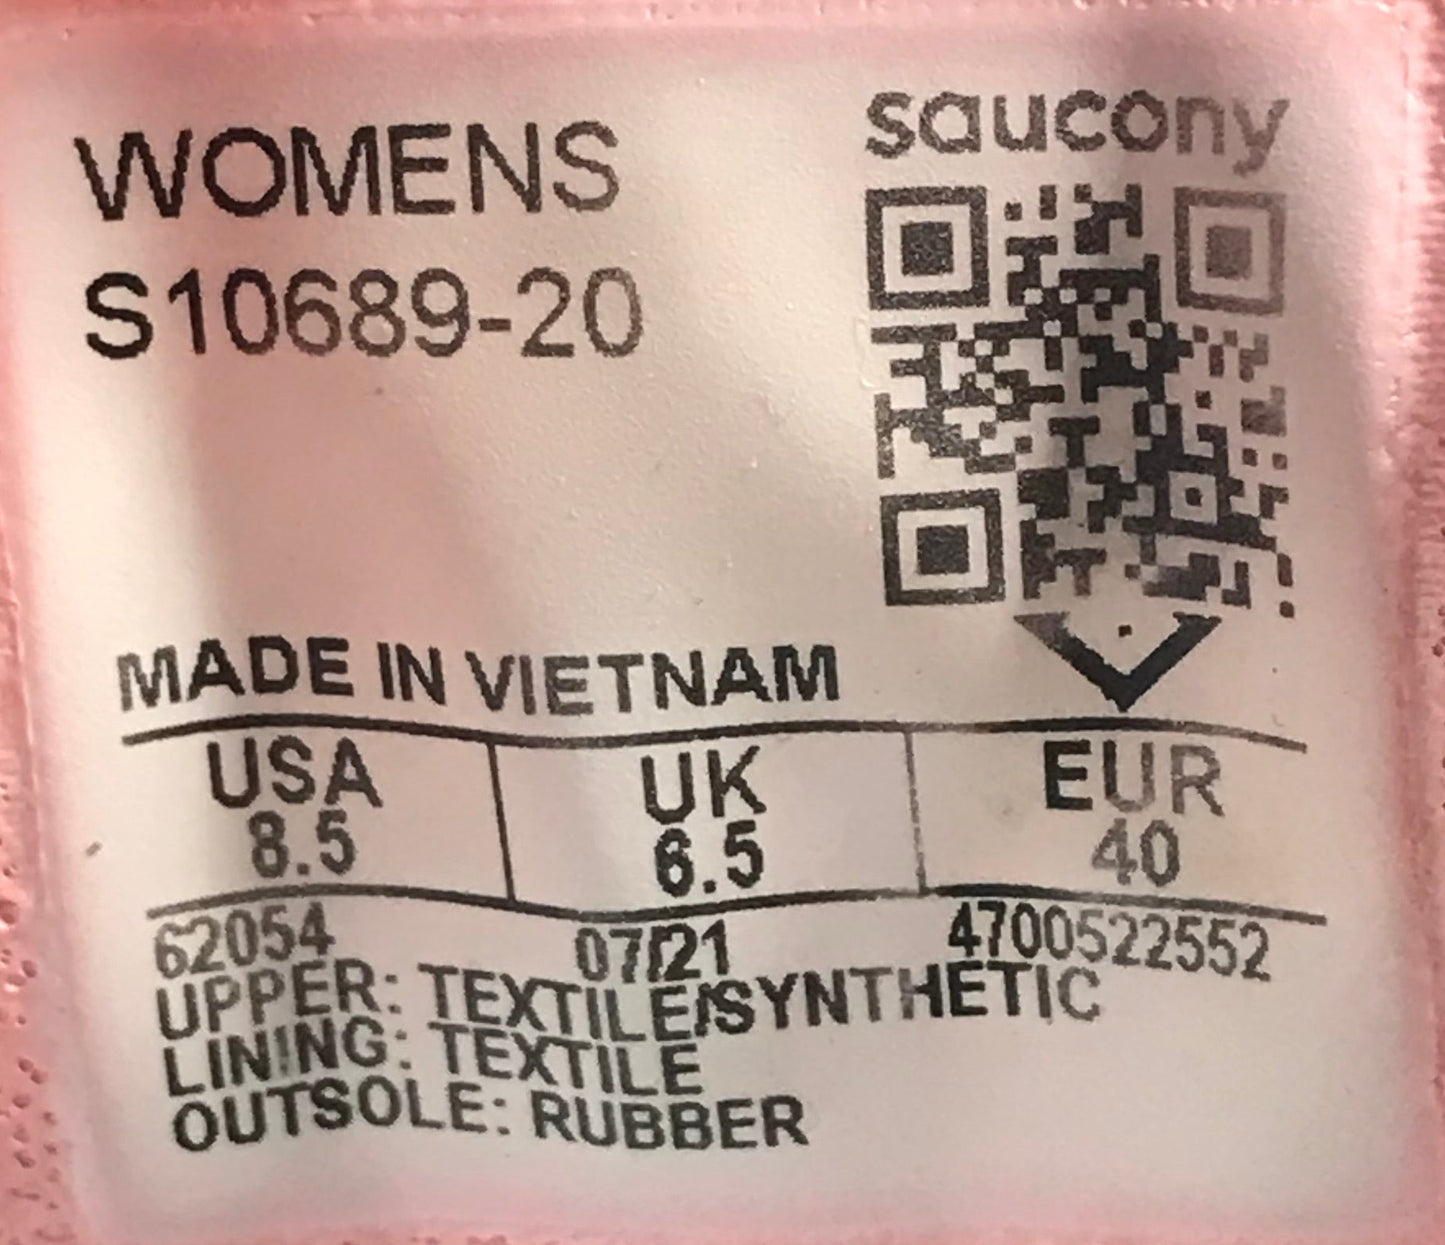 saucony
WOMENS
S10689-20
MADE IN VIETNAM
USA UK EUR
8.5 6.5 40
62054 07/21 4700522552
UPPER: TEXTILE/SYNTHETIC
LINING: TEXTILE
OUTSOLE: RUBBER